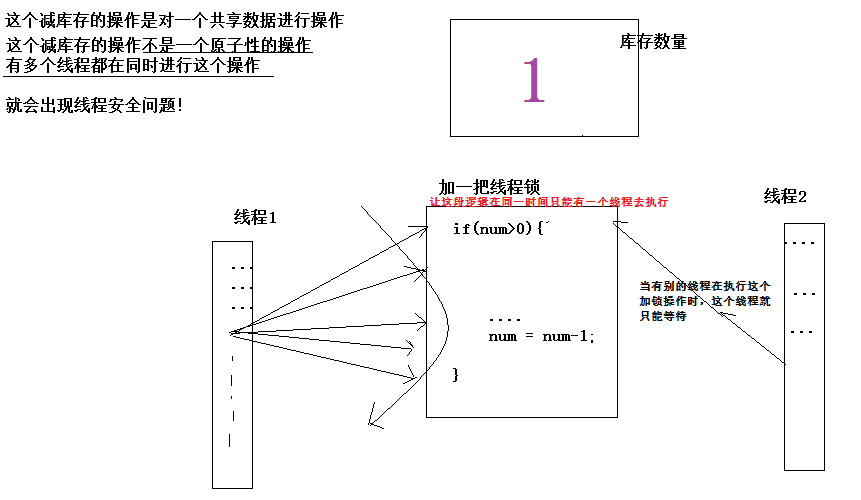 这个减库存的操作是对一个共享数据进行操作
这个减库存的操作不是一个原子性的操作
有多个线程都在同时进行这个操作
就会出现线程安全问题!
1
库存数量
加一把线程锁
让这段逻辑在同一时间只能有一个线程去执行
线程1
线程2
if(num>0){
....
num = num-1;
}
当有别的线程在执行这个
加锁操作时，这个线程就
只能等待
...
...
...
....
...
...